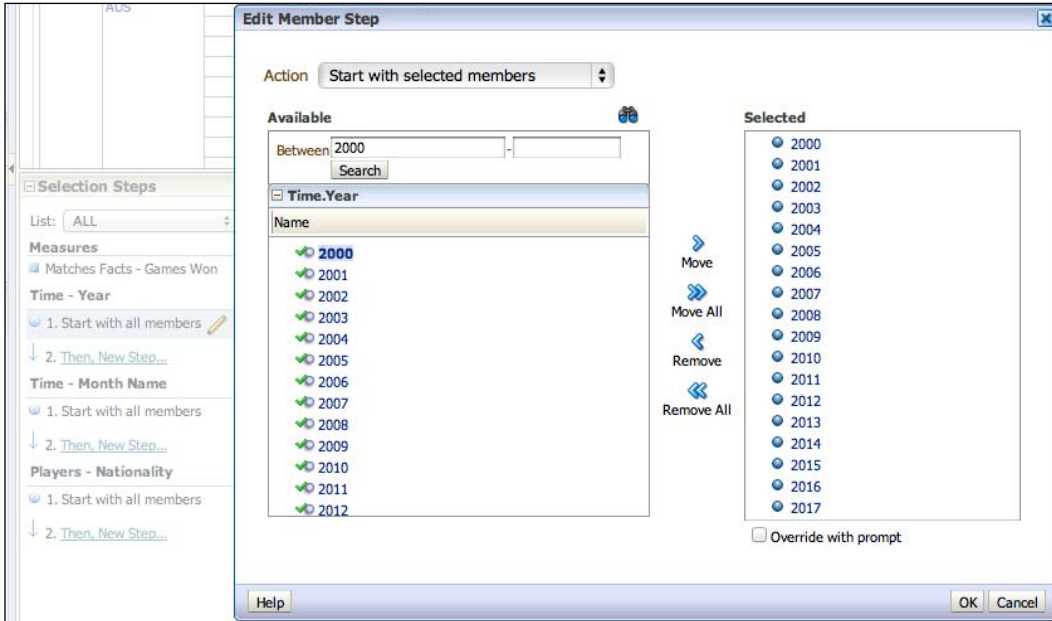 AUS
Selection Steps
List: ALL
Measures
Matches Facts - Games Won
Time - Year
1. Start with all members
2. Then, New Step...
Time - Month Name
1. Start with all members
2. Then, New Step...
Players - Nationality
1. Start with all members
2. Then, New Step...
Edit Member Step
Action Start with selected members
Available
Between 2000 -
Search
Time.Year
Name
2000
2001
2002
2003
2004
2005
2006
2007
2008
2009
2010
2011
2012
Move
Move All
Remove
Remove All
Selected
2000
2001
2002
2003
2004
2005
2006
2007
2008
2009
2010
2011
2012
2013
2014
2015
2016
2017
Override with prompt
Help
OK Cancel